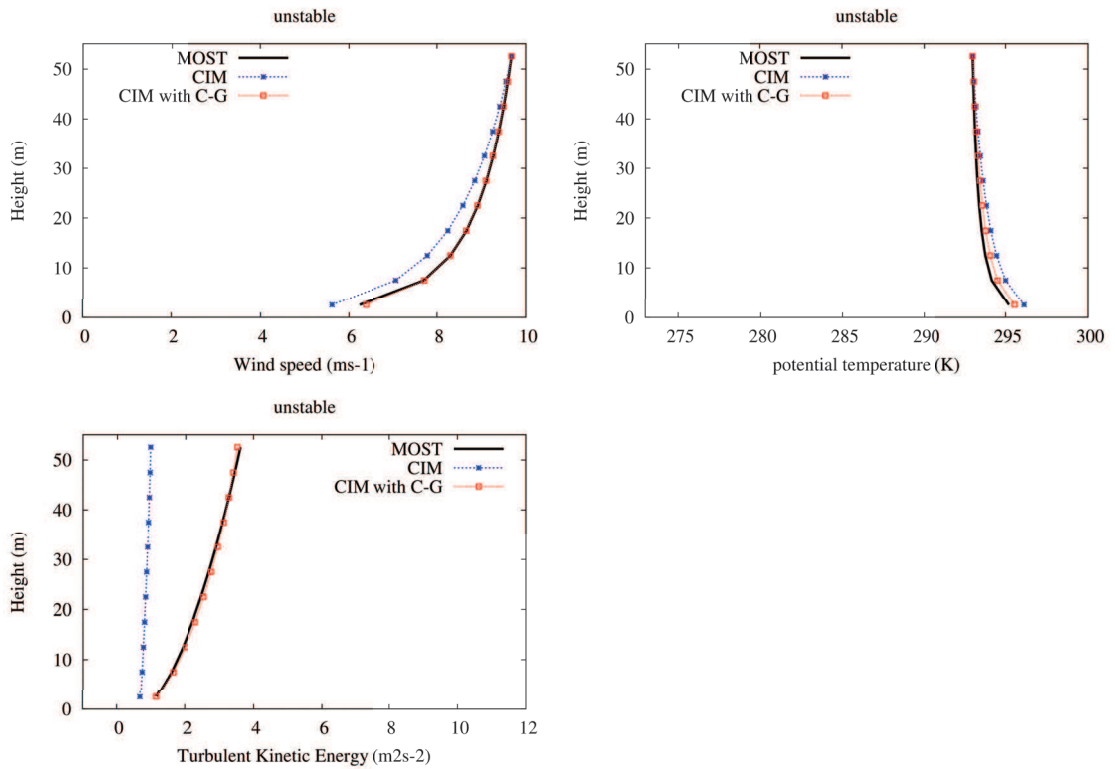 unstable
MOST
CIM
CIM with C-G
Height (m)
50
40
30
20
10
0
0 2 4 6 8 10
Wind speed (ms-1)
unstable
MOST
CIM
CIM with C-G
Height (m)
50
40
30
20
10
0
275 280 285 290 295 300
potential temperature (K)
unstable
MOST
CIM
CIM with C-G
Height (m)
50
40
30
20
10
0
0 2 4 6 8 10 12
Turbulent Kinetic Energy (m2s-2)